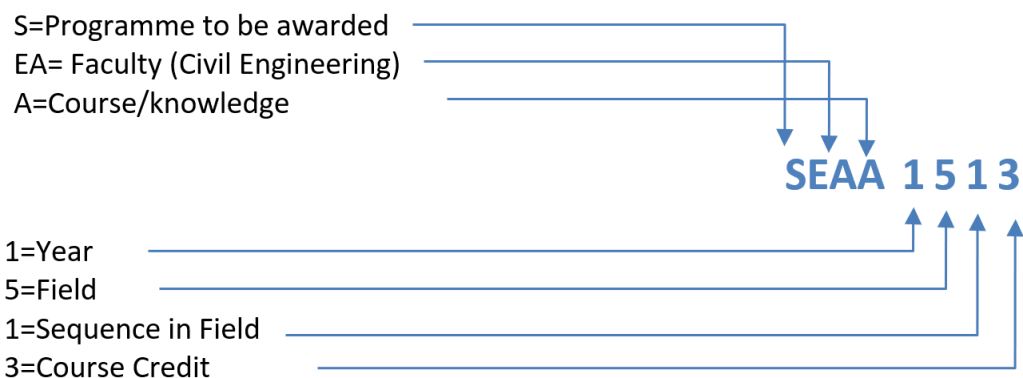 S=Programme to be awarded
EA= Faculty (Civil Engineering)
A=Course/knowledge
SEAA 1 5 1 3
1=Year
5=Field
1=Sequence in Field
3=Course Credit